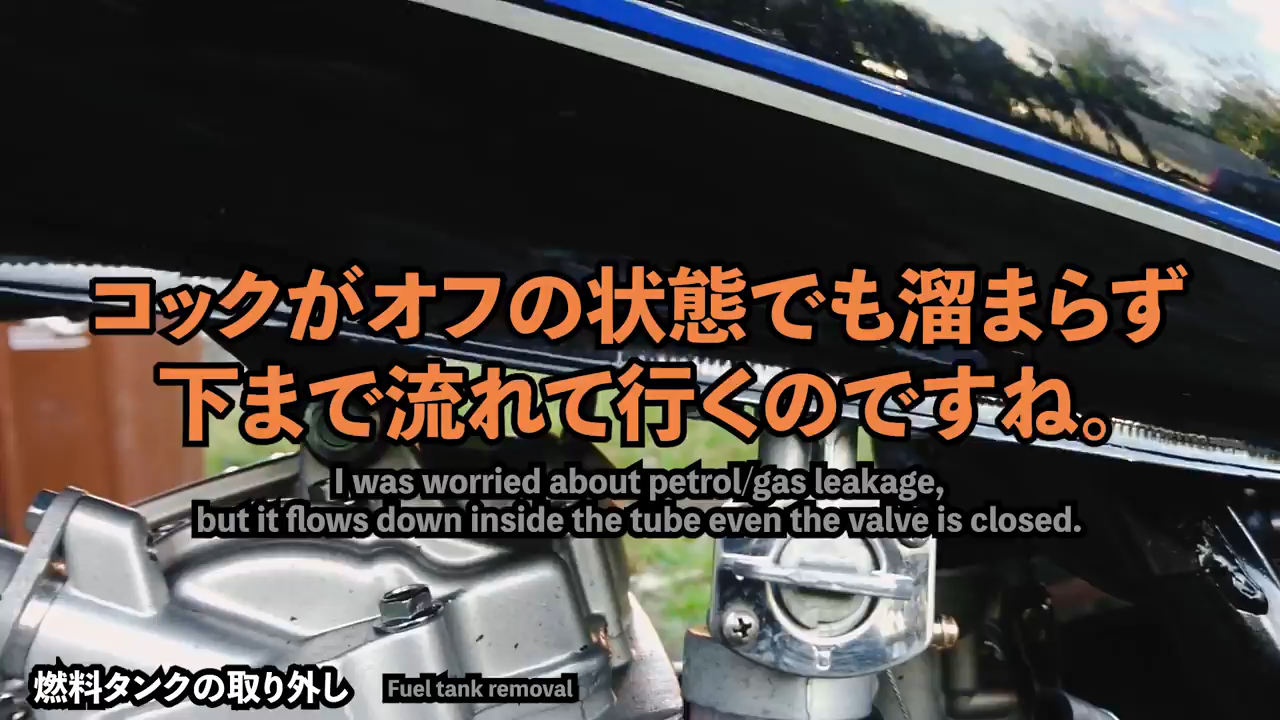 コックがオフの状態でも溜まらず
下まで流れて行くのですね。
I was worried about petrol/gas leakage,
but it flows down inside the tube even the valve is closed.
燃料タンクの取り外し
Fuel tank removal